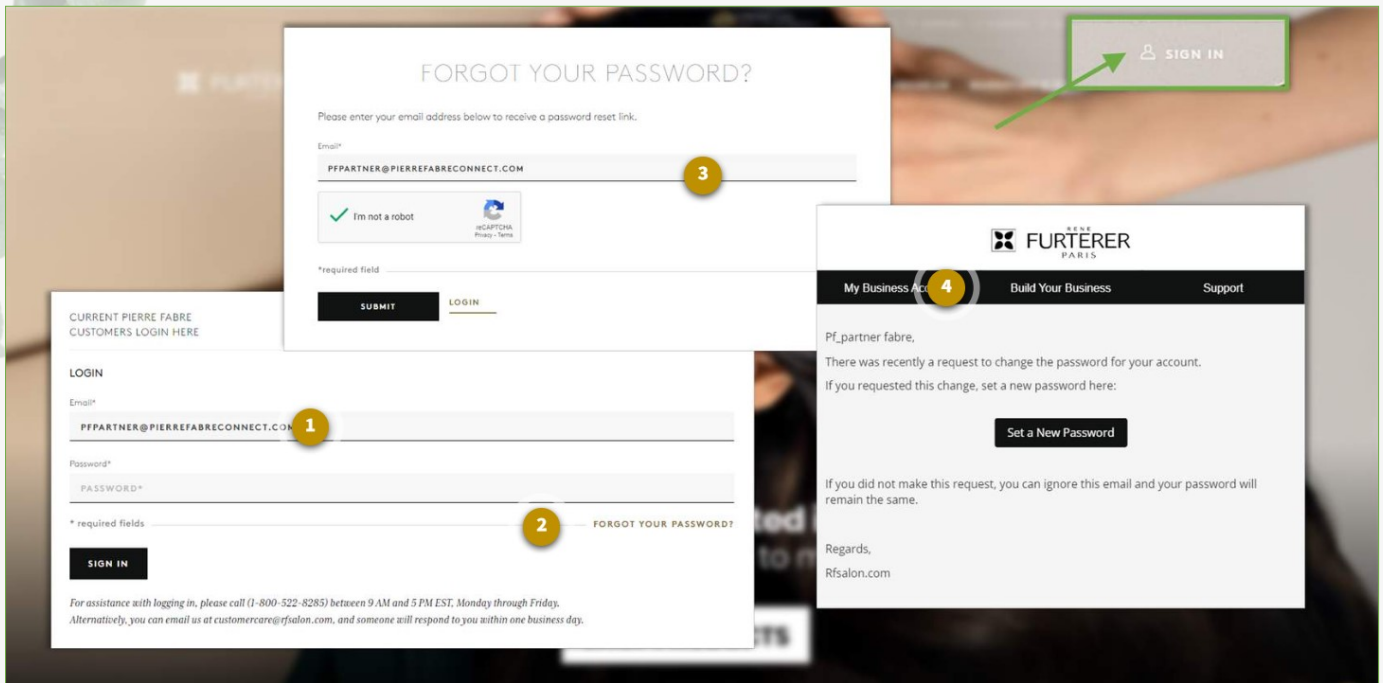 SIGN IN
FORGOT YOUR PASSWORD?
Please enter your email address below to receive a password reset link.
Email*
PFPARTNER@PIERREFABRECONNECT.COM
3
I'm not a robot
reCAPTCHA
Privacy - Terms
*required field
SUBMIT
LOGIN
CURRENT PIERRE FABRE
CUSTOMERS LOGIN HERE
LOGIN
Email*
PFPARTNER@PIERREFABRECONNECT.COM
1
Password*
PASSWORD*
* required fields
2
FORGOT YOUR PASSWORD?
SIGN IN
For assistance with logging in, please call (1-800-522-8285) between 9 AM and 5 PM EST, Monday through Friday.
Alternatively, you can email us at customercare@rfsalon.com, and someone will respond to you within one business day.
RENE
FURTERER
PARIS
My Business
4
Build Your Business
Support
Pf_partner fabre,
There was recently a request to change the password for your account.
If you requested this change, set a new password here:
Set a New Password
If you did not make this request, you can ignore this email and your password will
remain the same.
Regards,
Rfsalon.com